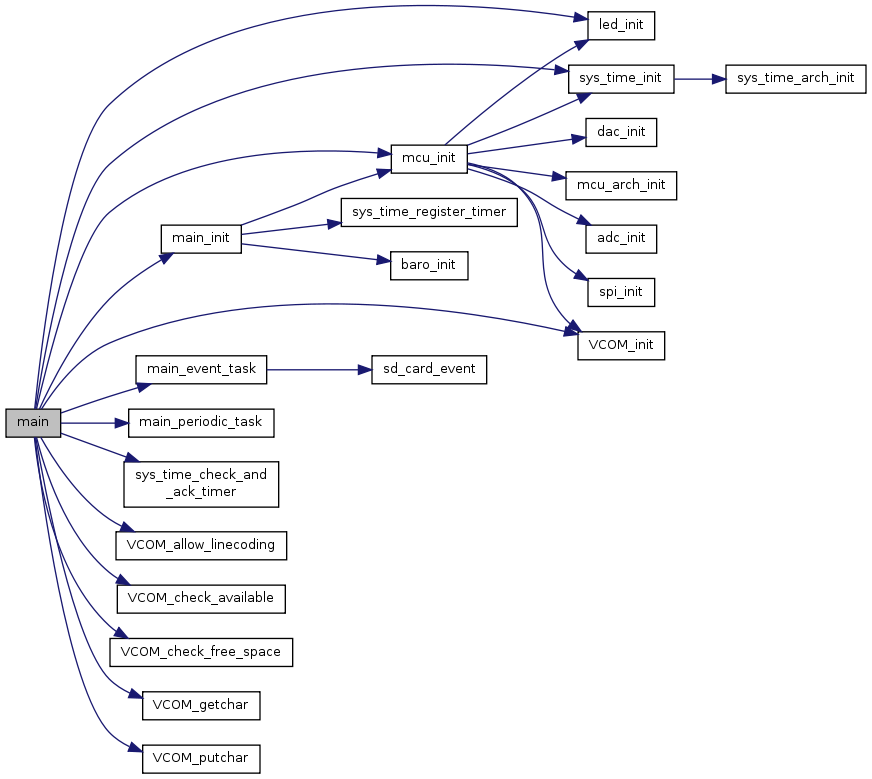 led_init
sys_time_init
sys_time_arch_init
dac_init
mcu_init
mcu_arch_init
sys_time_register_timer
main_init
adc_init
baro_init
spi_init
VCOM_init
main_event_task
sd_card_event
main
main_periodic_task
sys_time_check_and
_ack_timer
VCOM_allow_linecoding
VCOM_check_available
VCOM_check_free_space
VCOM_getchar
VCOM_putchar